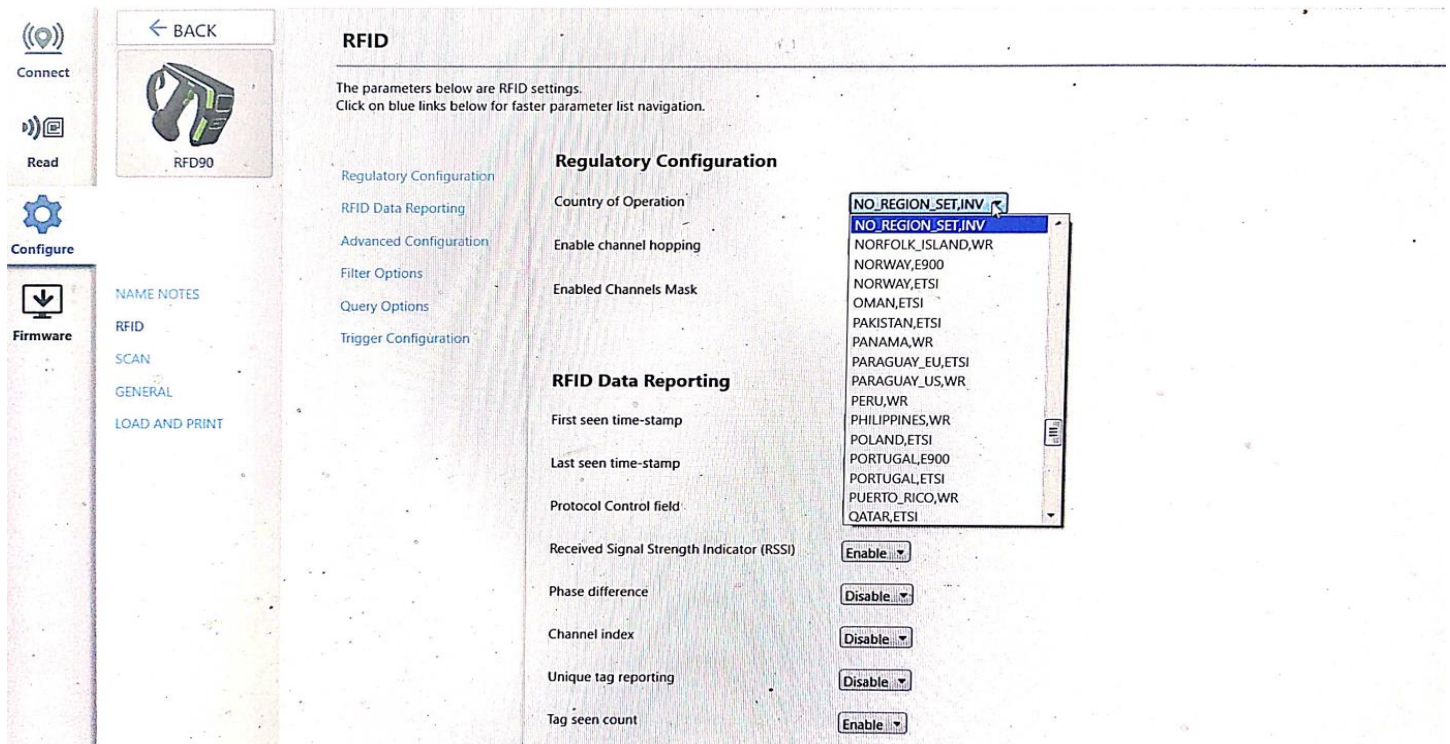 Connect
Read
Configure
Firmware
← BACK
RFD90
NAME NOTES
RFID
SCAN
GENERAL
LOAD AND PRINT
RFID
The parameters below are RFID settings.
Click on blue links below for faster parameter list navigation.
Regulatory Configuration
RFID Data Reporting
Advanced Configuration
Filter Options
Query Options
Trigger Configuration
Regulatory Configuration
Country of Operation
NO_REGION_SET,INV
Enable channel hopping
Enabled Channels Mask
NO_REGION_SET,INV
NORFOLK_ISLAND,WR
NORWAY,E900
NORWAY,ETSI
OMAN,ETSI
PAKISTAN,ETSI
PANAMA,WR
PARAGUAY_EU,ETSI
PARAGUAY_US,WR
PERU,WR
PHILIPPINES,WR
POLAND,ETSI
PORTUGAL,E900
PORTUGAL,ETSI
PUERTO_RICO,WR
QATAR,ETSI
RFID Data Reporting
First seen time-stamp
Last seen time-stamp
Protocol Control field
Received Signal Strength Indicator (RSSI) Enable
Phase difference Disable
Channel index Disable
Unique tag reporting Disable
Tag seen count Enable